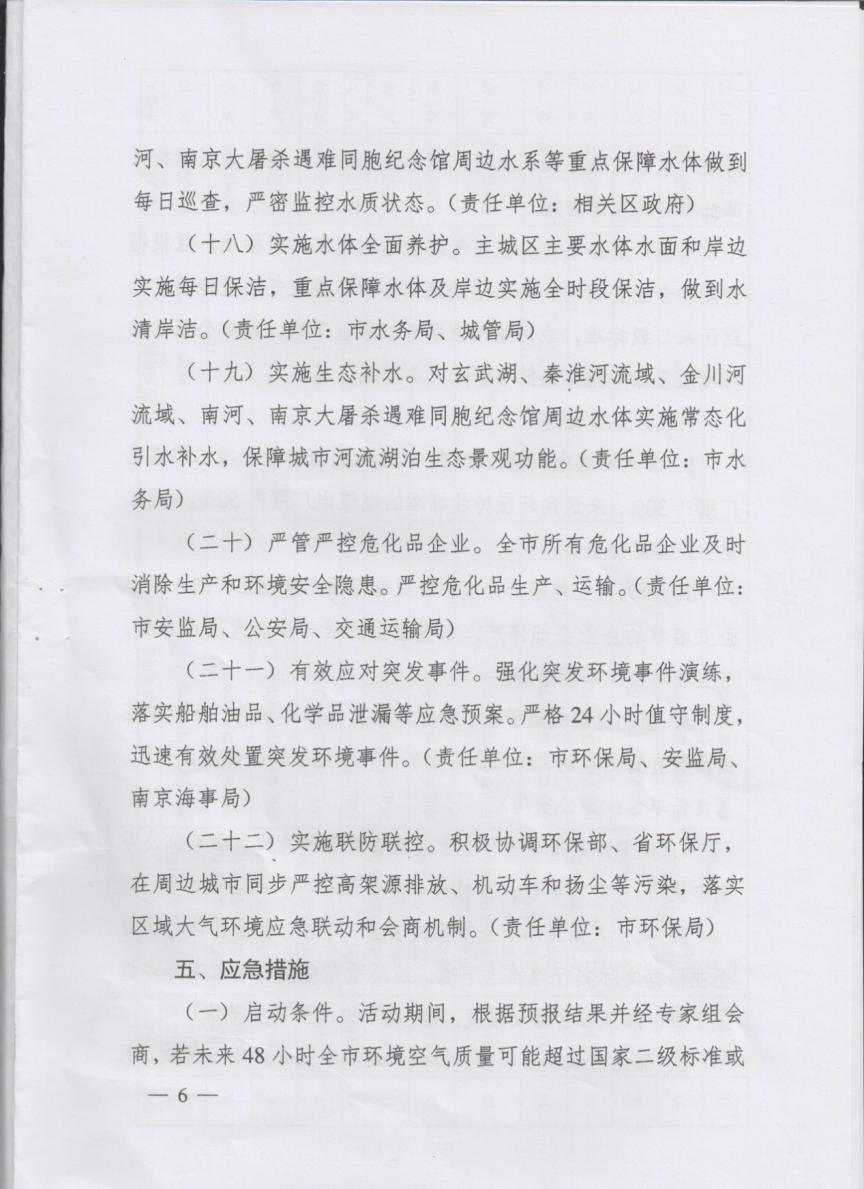 河、南京大屠杀遇难同胞纪念馆周边水系等重点保障水体做到
每日巡查，严密监控水质状态。（责任单位：相关区政府）
（十八）实施水体全面养护。主城区主要水体水面和岸边
实施每日保洁，重点保障水体及岸边实施全时段保洁，做到水
清岸洁。（责任单位：市水务局、城管局）
（十九）实施生态补水。对玄武湖、秦淮河流域、金川河
流域、南河、南京大屠杀遇难同胞纪念馆周边水体实施常态化
引水补水，保障城市河流湖泊生态景观功能。（责任单位：市水
务局）
（二十）严管严控危化品企业。全市所有危化品企业及时
消除生产和环境安全隐患。严控危化品生产、运输。（责任单位：
市安监局、公安局、交通运输局）
（二十一）有效应对突发事件。强化突发环境事件演练，
落实船舶油品、化学品泄漏等应急预案。严格 24 小时值守制度，
迅速有效处置突发环境事件。（责任单位：市环保局、安监局、
南京海事局）
（二十二）实施联防联控。积极协调环保部、省环保厅，
在周边城市同步严控高架源排放、机动车和扬尘等污染，落实
区域大气环境应急联动和会商机制。（责任单位：市环保局）
五、应急措施
（一）启动条件。活动期间，根据预报结果并经专家组会
商，若未来 48 小时全市环境空气质量可能超过国家二级标准或
— 6 —